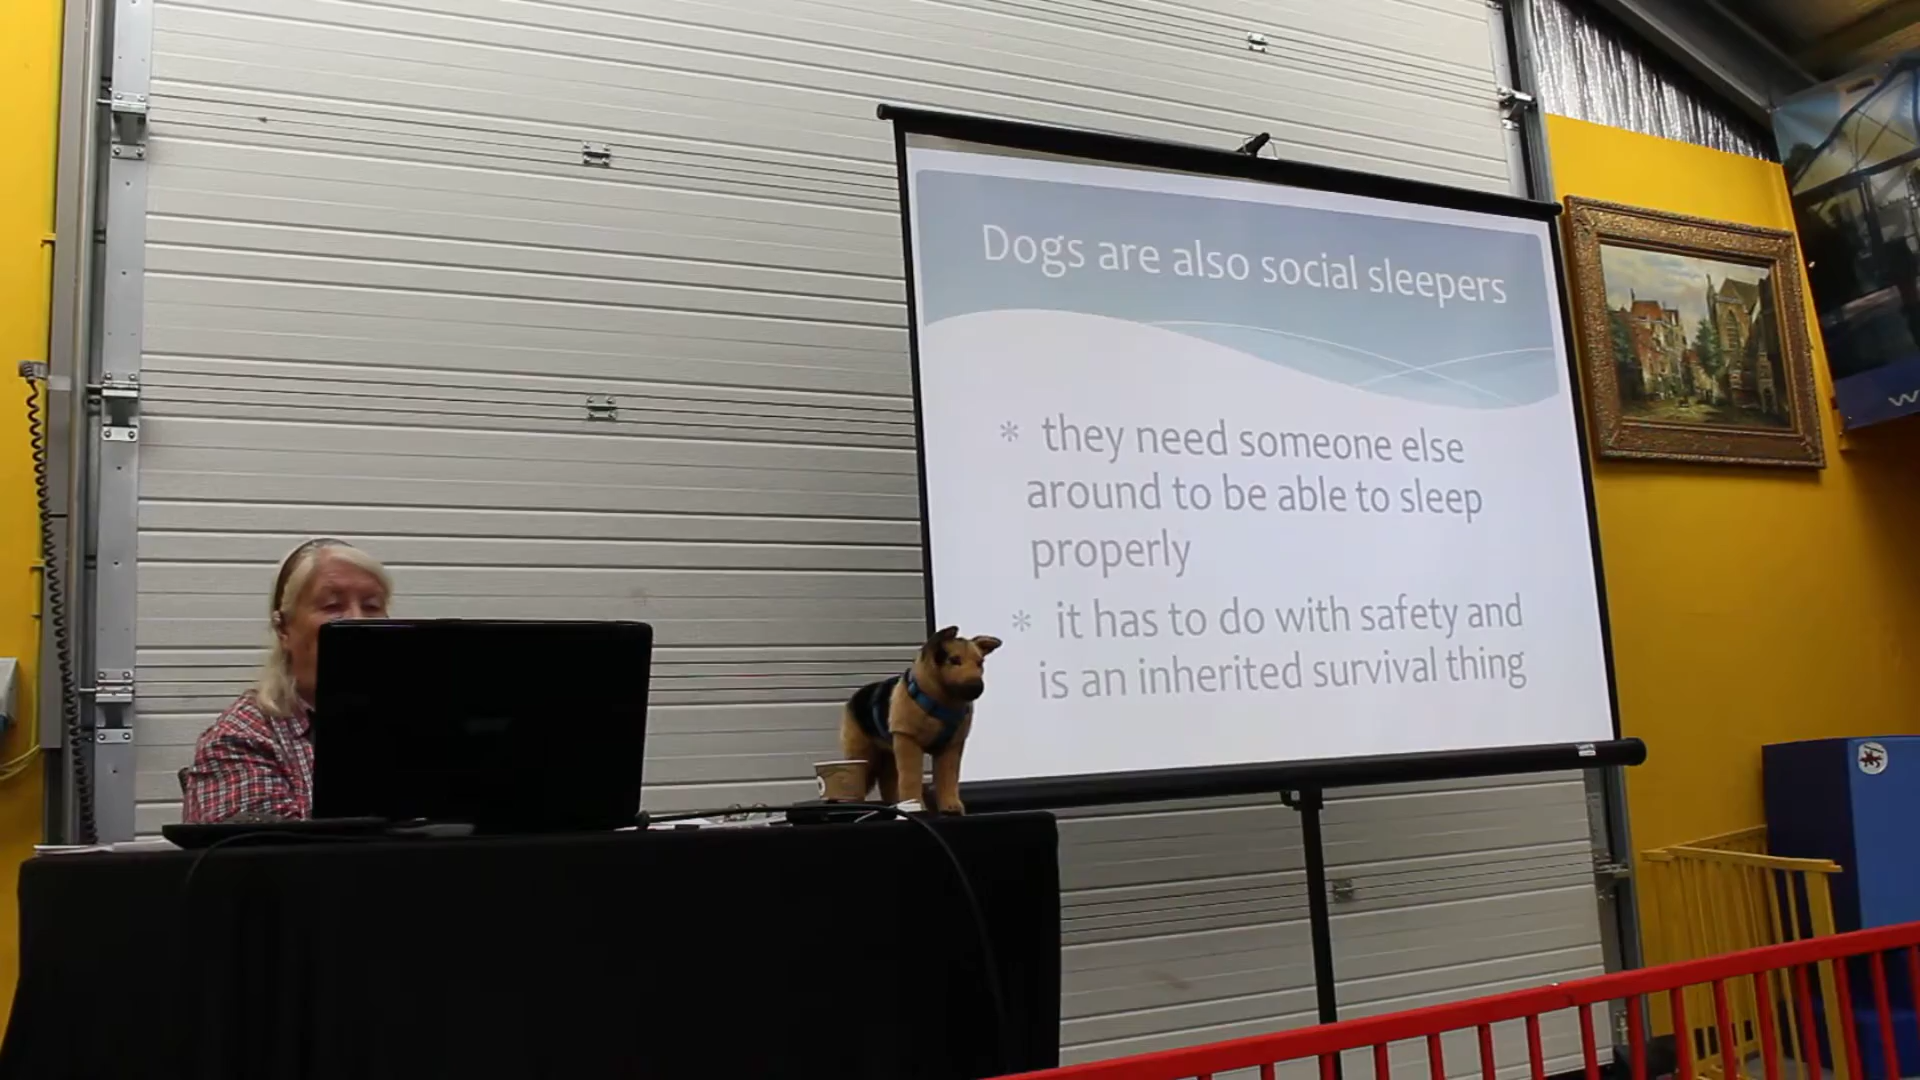 Dogs are also social sleepers
* they need someone else
around to be able to sleep
properly
* it has to do with safety and
is an inherited survival thing